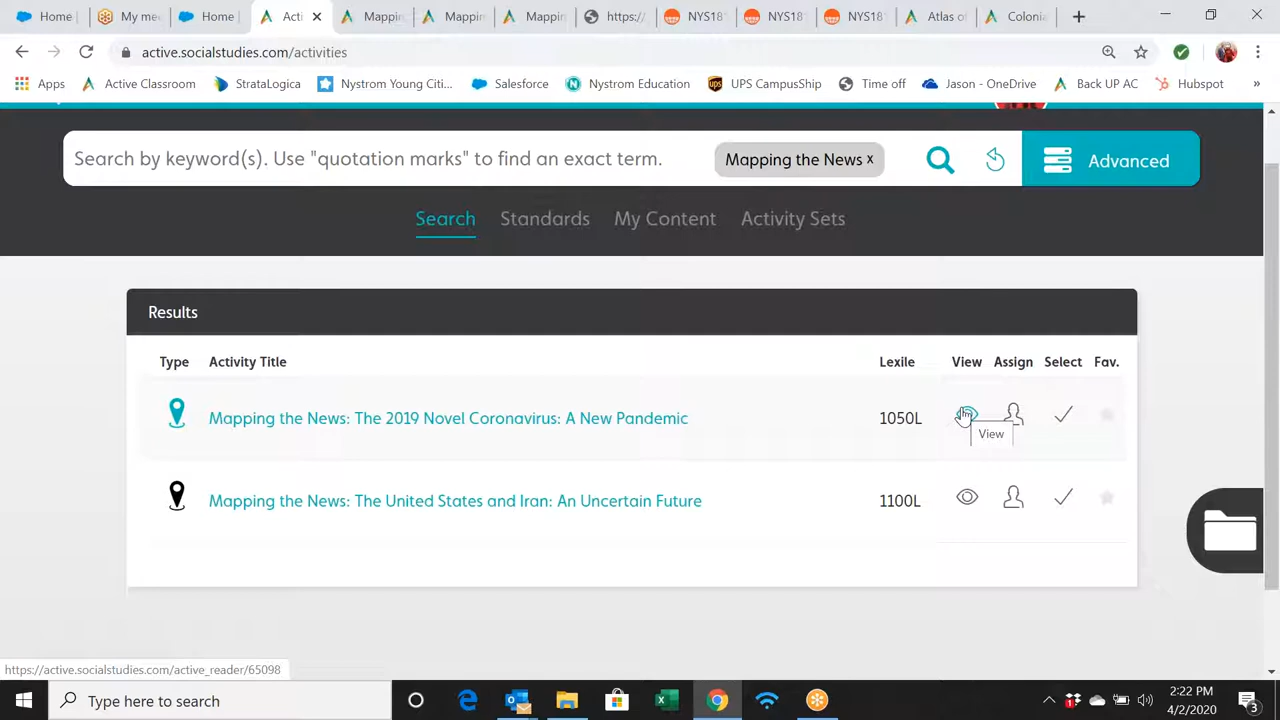 Home
My me
Home
Acti
Mappin
Mappi
Mappin
https:/
NYS18
NYS18
NYS18
Atlas o
Colonia
active.socialstudies.com/activities
Apps
Active Classroom
StrataLogica
Nystrom Young Citi...
Salesforce
Nystrom Education
UPS CampusShip
Time off
Jason - OneDrive
Back UP AC
Hubspot
»
Search by keyword(s). Use "quotation marks" to find an exact term.
Mapping the News x
Advanced
Search
Standards
My Content
Activity Sets
Results
Type
Activity Title
Lexile
View
Assign
Select
Fav.
Mapping the News: The 2019 Novel Coronavirus: A New Pandemic
1050L
View
Mapping the News: The United States and Iran: An Uncertain Future
1100L
https://active.socialstudies.com/active_reader/65098
Type here to search
2:22 PM
4/2/2020
3